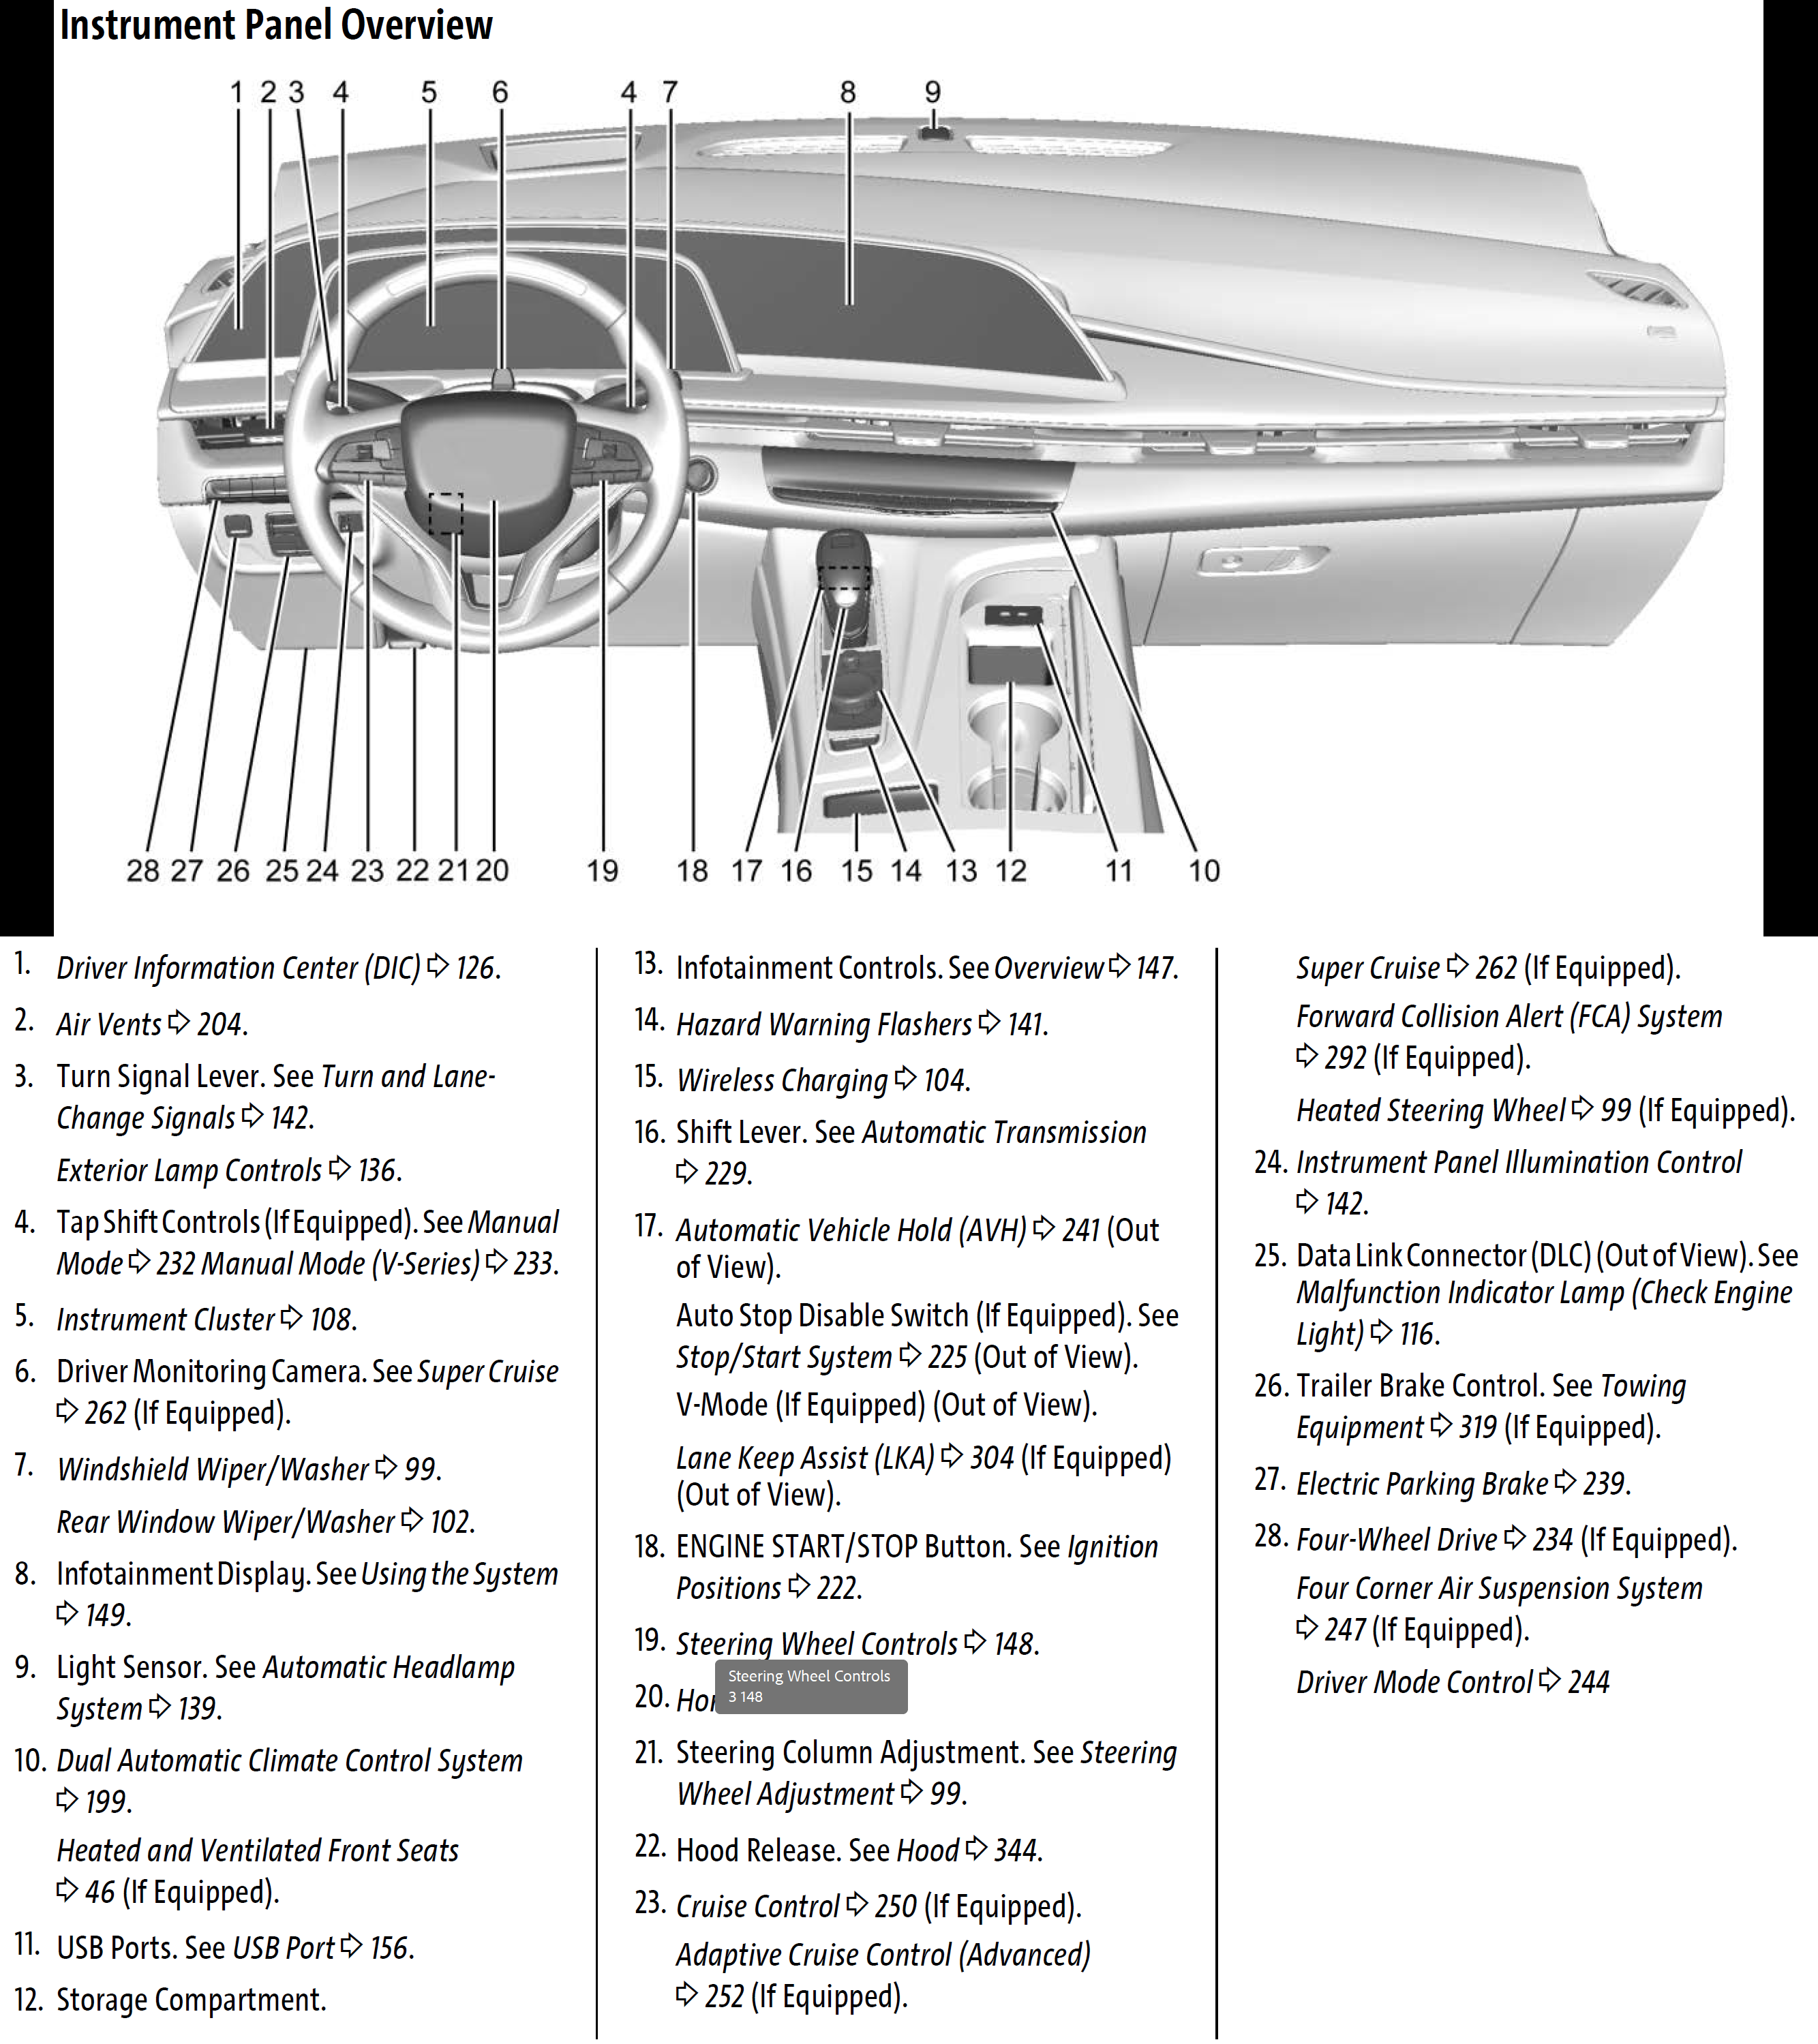 Instrument Panel Overview
1 2 3 4 5 6 4 7 8 9
28 27 26 25 24 23 22 21 20 19 18 17 16 15 14 13 12 11 10
1. Driver Information Center (DIC) ⇨ 126.
2. Air Vents ⇨ 204.
3. Turn Signal Lever. See Turn and Lane-
Change Signals ⇨ 142.
Exterior Lamp Controls ⇨ 136.
4. Tap Shift Controls (If Equipped). See Manual
Mode ⇨ 232 Manual Mode (V-Series) ⇨ 233.
5. Instrument Cluster ⇨ 108.
6. Driver Monitoring Camera. See Super Cruise
⇨ 262 (If Equipped).
7. Windshield Wiper/Washer ⇨ 99.
Rear Window Wiper/Washer ⇨ 102.
8. Infotainment Display. See Using the System
⇨ 149.
9. Light Sensor. See Automatic Headlamp
System ⇨ 139.
10. Dual Automatic Climate Control System
⇨ 199.
Heated and Ventilated Front Seats
⇨ 46 (If Equipped).
11. USB Ports. See USB Port ⇨ 156.
12. Storage Compartment.
13. Infotainment Controls. See Overview ⇨ 147.
14. Hazard Warning Flashers ⇨ 141.
15. Wireless Charging ⇨ 104.
16. Shift Lever. See Automatic Transmission
⇨ 229.
17. Automatic Vehicle Hold (AVH) ⇨ 241 (Out
of View).
Auto Stop Disable Switch (If Equipped). See
Stop/Start System ⇨ 225 (Out of View).
V-Mode (If Equipped) (Out of View).
Lane Keep Assist (LKA) ⇨ 304 (If Equipped)
(Out of View).
18. ENGINE START/STOP Button. See Ignition
Positions ⇨ 222.
19. Steering Wheel Controls ⇨ 148.
Steering Wheel Controls
3 148
20.
21. Steering Column Adjustment. See Steering
Wheel Adjustment ⇨ 99.
22. Hood Release. See Hood ⇨ 344.
23. Cruise Control ⇨ 250 (If Equipped).
Adaptive Cruise Control (Advanced)
⇨ 252 (If Equipped).
Super Cruise ⇨ 262 (If Equipped).
Forward Collision Alert (FCA) System
⇨ 292 (If Equipped).
Heated Steering Wheel ⇨ 99 (If Equipped).
24. Instrument Panel Illumination Control
⇨ 142.
25. Data Link Connector (DLC) (Out of View). See
Malfunction Indicator Lamp (Check Engine
Light) ⇨ 116.
26. Trailer Brake Control. See Towing
Equipment ⇨ 319 (If Equipped).
27. Electric Parking Brake ⇨ 239.
28. Four-Wheel Drive ⇨ 234 (If Equipped).
Four Corner Air Suspension System
⇨ 247 (If Equipped).
Driver Mode Control ⇨ 244